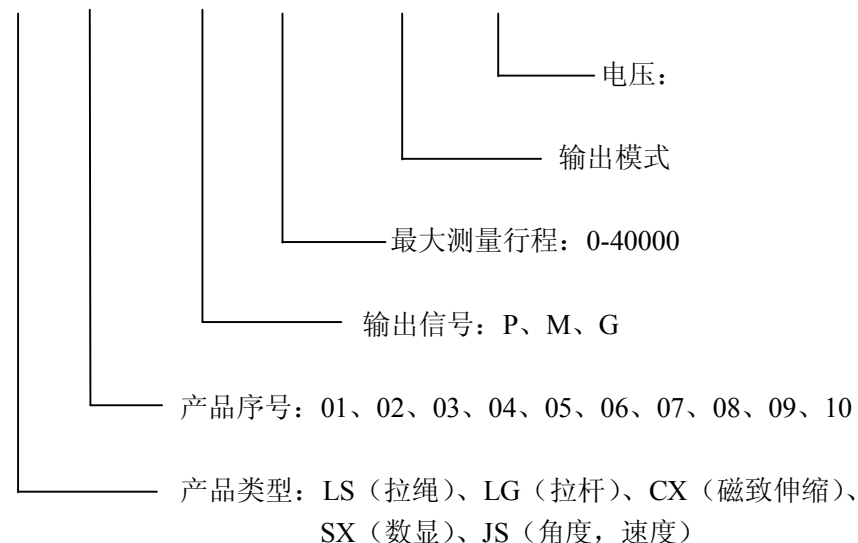 电压：
输出模式
最大测量行程：0-40000
输出信号：P、M、G
产品序号：01、02、03、04、05、06、07、08、09、10
产品类型：LS（拉绳）、LG（拉杆）、CX（磁致伸缩）、
SX（数显）、JS（角度，速度）